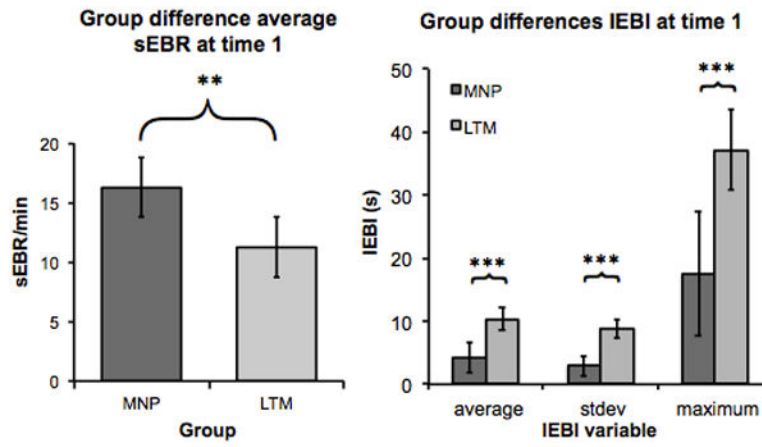 Group difference average
sEBR at time 1
**
20
15
10
5
0
sEBR/min
MNP
LTM
Group
Group differences IEBI at time 1
50
40
30
20
10
0
IEBI (s)
MNP
LTM
***
***
***
average
stdev
maximum
IEBI variable